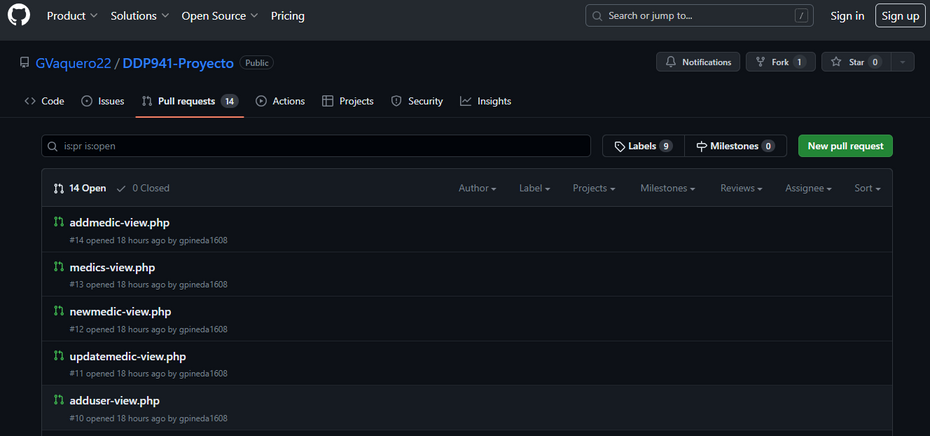 Product Solutions Open Source Pricing Search or jump to... / Sign in Sign up
GVaquero22 / DDP941-Proyecto Public Notifications Fork 1 Star 0
Code Issues Pull requests 14 Actions Projects Security Insights
is:pr is:open Labels 9 Milestones 0 New pull request
14 Open 0 Closed Author Label Projects Milestones Reviews Assignee Sort
addmedic-view.php
#14 opened 18 hours ago by gpineda1608
medics-view.php
#13 opened 18 hours ago by gpineda1608
newmedic-view.php
#12 opened 18 hours ago by gpineda1608
updatemedic-view.php
#11 opened 18 hours ago by gpineda1608
adduser-view.php
#10 opened 18 hours ago by gpineda1608